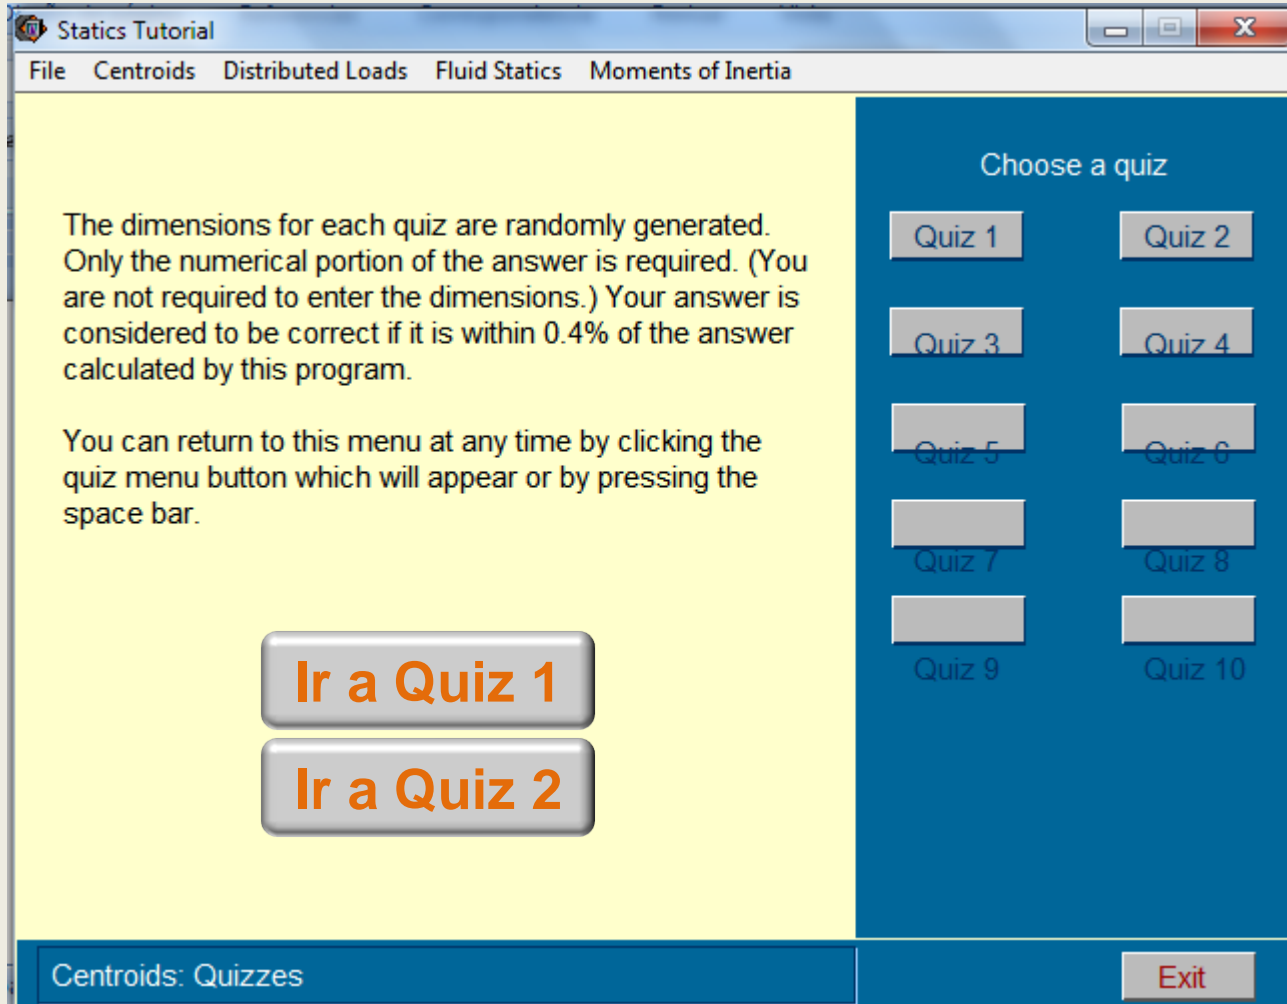 Statics Tutorial
File Centroids Distributed Loads Fluid Statics Moments of Inertia
The dimensions for each quiz are randomly generated.
Only the numerical portion of the answer is required. (You
are not required to enter the dimensions.) Your answer is
considered to be correct if it is within 0.4% of the answer
calculated by this program.
You can return to this menu at any time by clicking the
quiz menu button which will appear or by pressing the
space bar.
Ir a Quiz 1
Ir a Quiz 2
Choose a quiz
Quiz 1 Quiz 2
Quiz 3 Quiz 4
Quiz 5 Quiz 6
Quiz 7 Quiz 8
Quiz 9 Quiz 10
Centroids: Quizzes
Exit